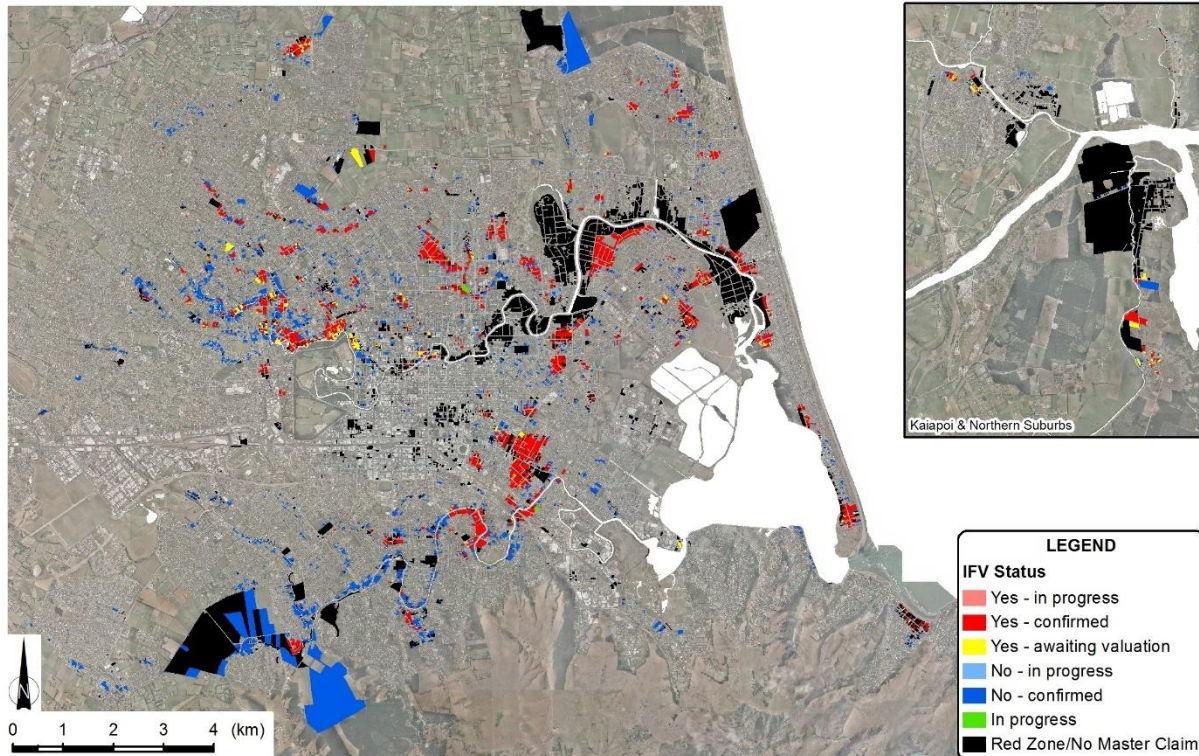 Kaiapoi & Northern Suburbs
LEGEND
IFV Status
Yes - in progress
Yes - confirmed
Yes - awaiting valuation
No - in progress
No - confirmed
In progress
Red Zone/No Master Claim
N
0 1 2 3 4 (km)